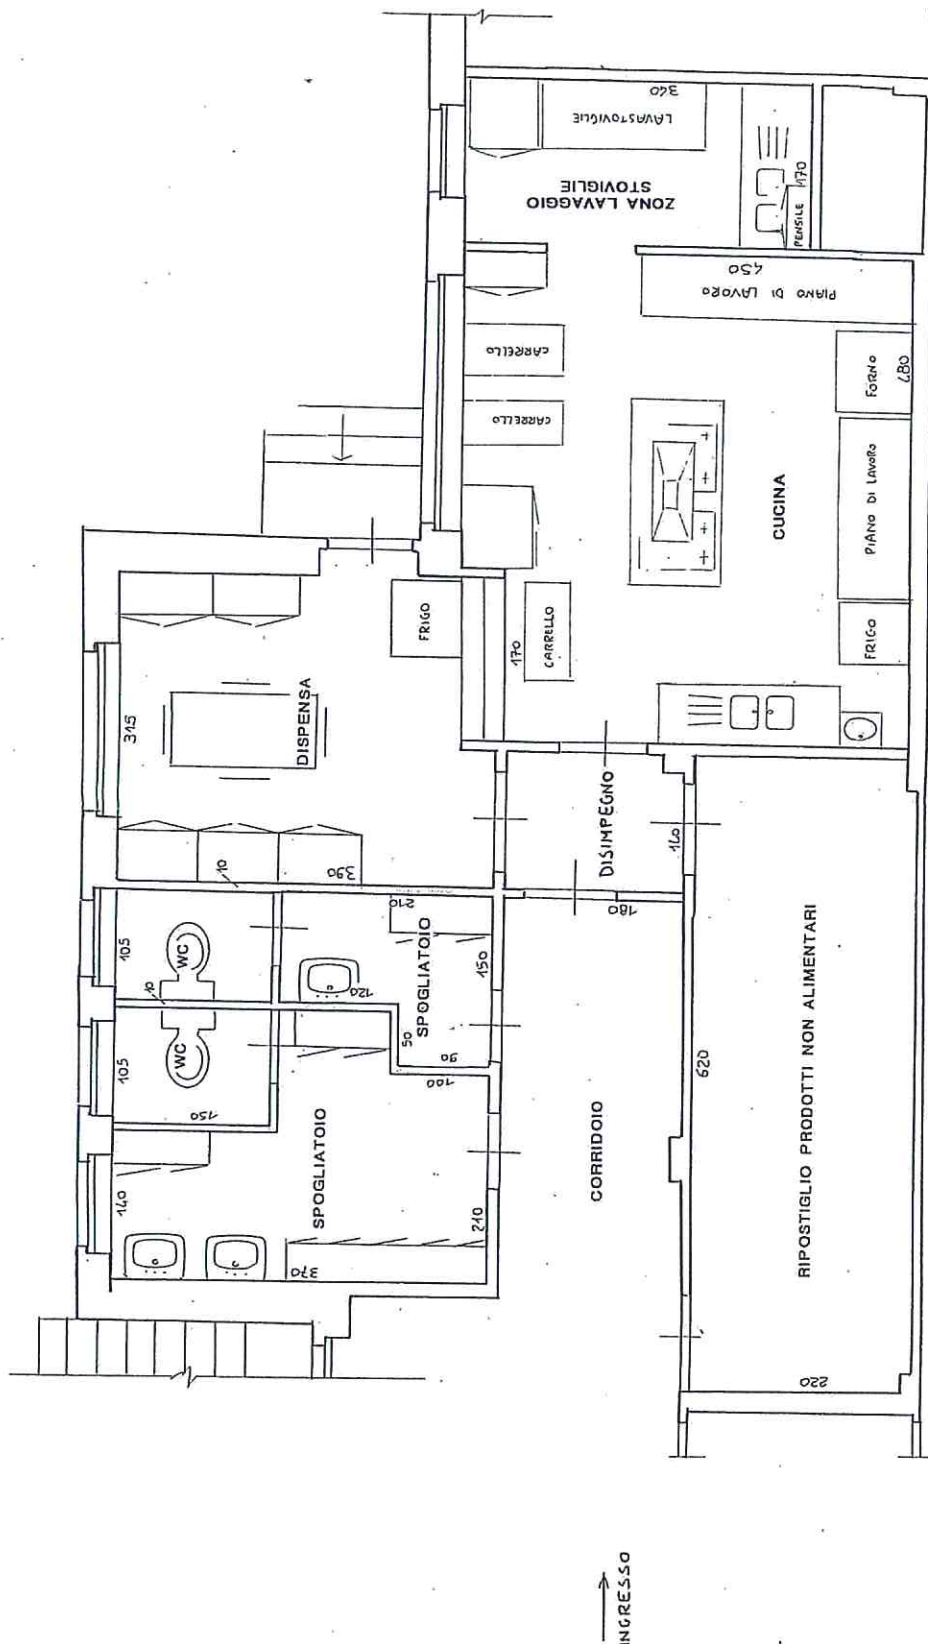 340
LAVASTOVIGLIE
ZONA LAVAGGIO
STOVIGLIE
170
PENSILE
450
PIANO DI LAVORO
CARRELLO
CARRELLO
FORNO
480
PIANO DI LAVORO
CUCINA
FRIGO
CARRELLO
170
FRIGO
DISPENSA
315
390
10
DISIMPEGNO
140
180
105
WC
10
210
SPOGLIATOIO
150
120
50
90
100
105
WC
150
SPOGLIATOIO
140
210
370
CORRIDOIO
620
RIPOSTIGLIO PRODOTTI NON ALIMENTARI
220
INGRESSO